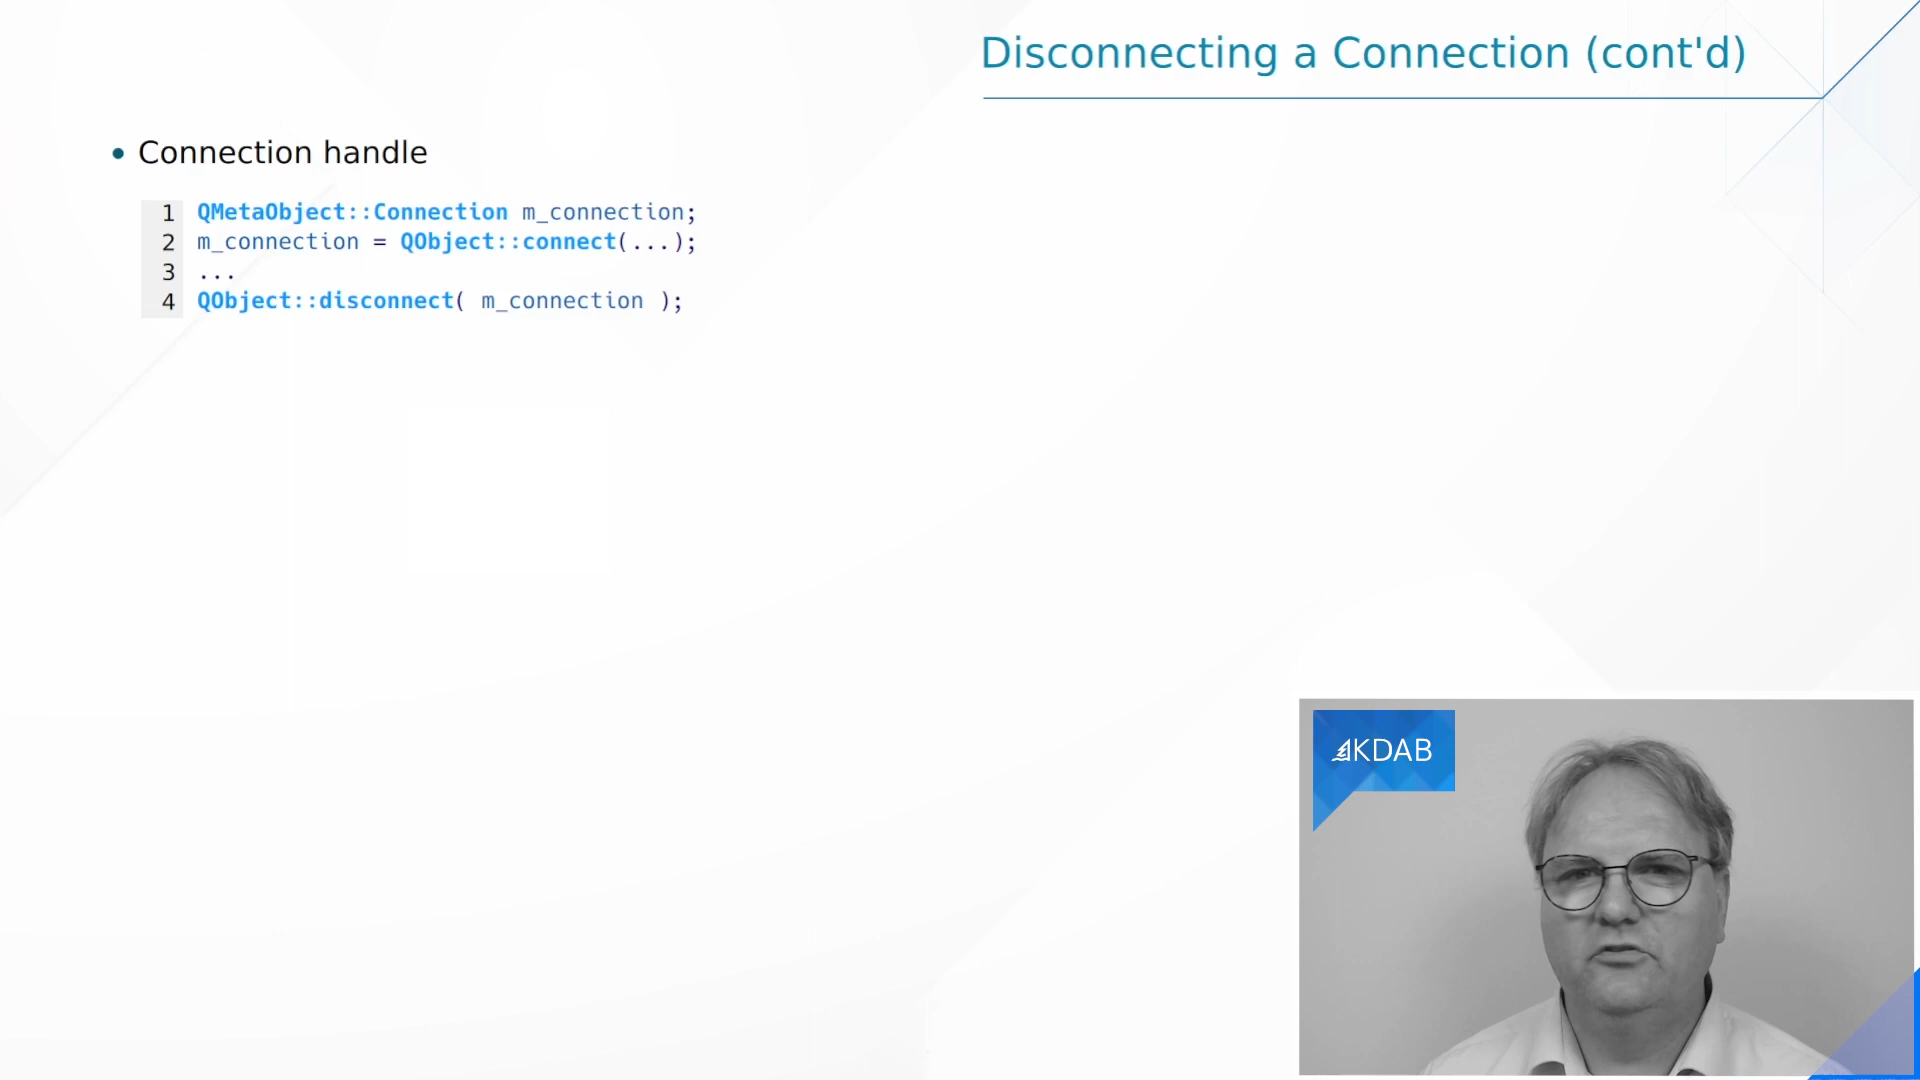 Disconnecting a Connection (cont'd)
• Connection handle
1 QMetaObject::Connection m_connection;
2 m_connection = QObject::connect(...);
3 ...
4 QObject::disconnect( m_connection );
KDAB